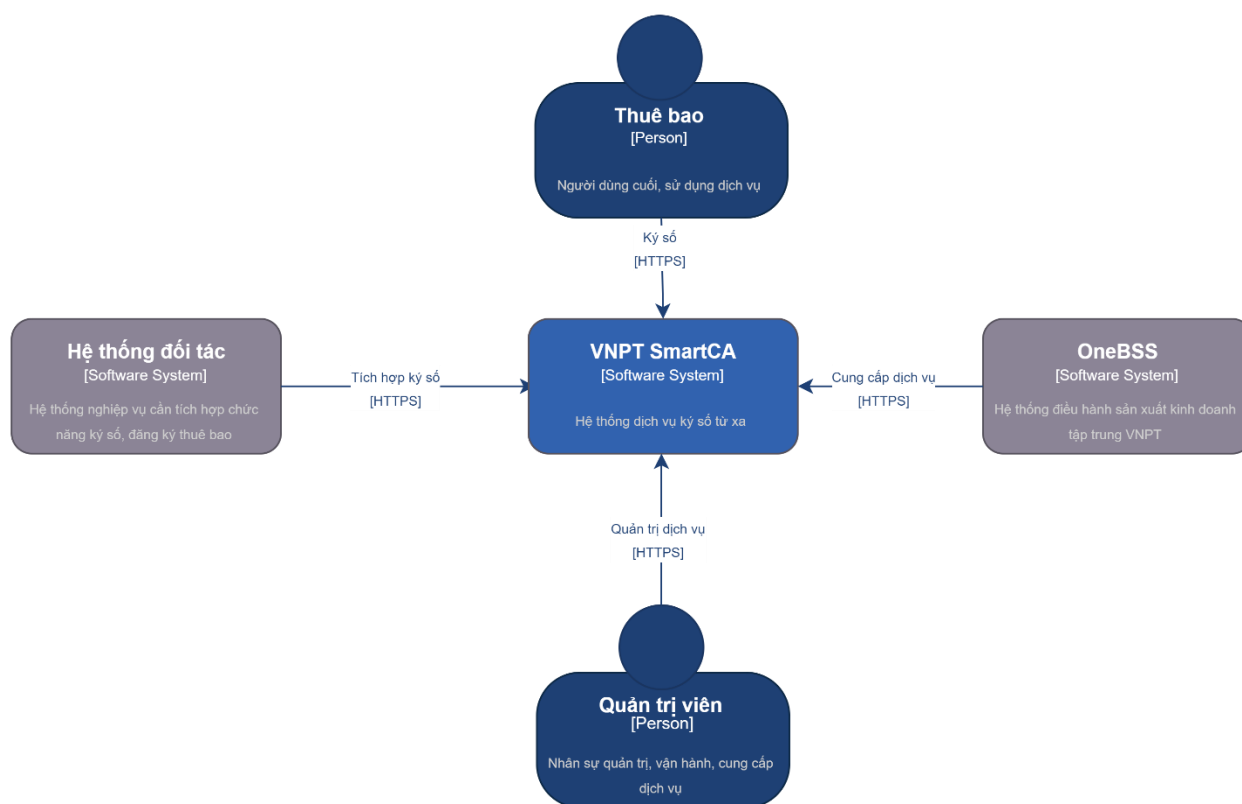 Thuê bao
[Person]
Người dùng cuối, sử dụng dịch vụ
Ký số
[HTTPS]
Hệ thống đối tác
[Software System]
Hệ thống nghiệp vụ cần tích hợp chức
năng ký số, đăng ký thuê bao
Tích hợp ký số
[HTTPS]
VNPT SmartCA
[Software System]
Hệ thống dịch vụ ký số từ xa
Cung cấp dịch vụ
[HTTPS]
OneBSS
[Software System]
Hệ thống điều hành sản xuất kinh doanh
tập trung VNPT
Quản trị dịch vụ
[HTTPS]
Quản trị viên
[Person]
Nhân sự quản trị, vận hành, cung cấp
dịch vụ